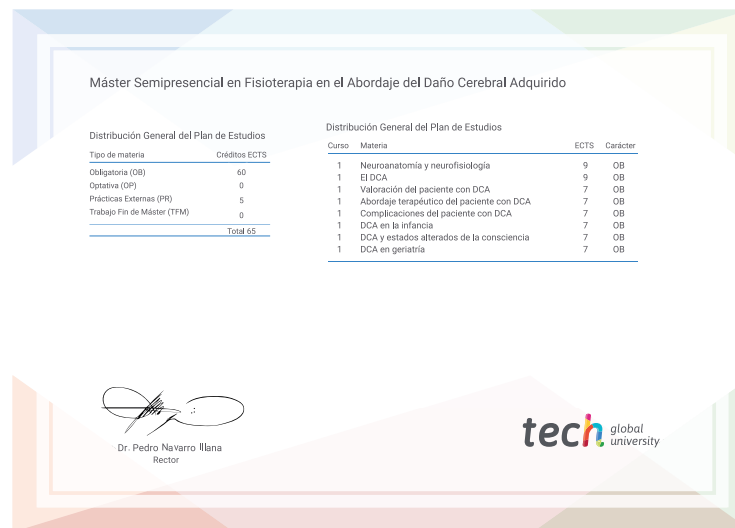 Máster Semipresencial en Fisioterapia en el Abordaje del Daño Cerebral Adquirido
Distribución General del Plan de Estudios
Tipo de materia Créditos ECTS
Obligatoria (OB) 60
Optativa (OP) 0
Prácticas Externas (PR) 5
Trabajo Fin de Máster (TFM) 0
Total 65
Distribución General del Plan de Estudios
Curso Materia ECTS Carácter
1 Neuroanatomía y neurofisiología 9 OB
1 El DCA 9 OB
1 Valoración del paciente con DCA 7 OB
1 Abordaje terapéutico del paciente con DCA 7 OB
1 Complicaciones del paciente con DCA 7 OB
1 DCA en la infancia 7 OB
1 DCA y estados alterados de la consciencia 7 OB
1 DCA en geriatría 7 OB
Dr. Pedro Navarro Illana
Rector
tech global
university